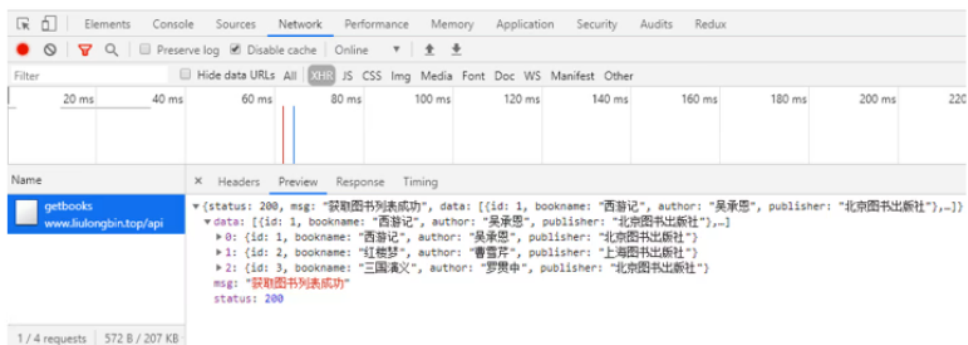 Elements Console Sources Network Performance Memory Application Security Audits Redux
Preserve log Disable cache Online
Filter Hide data URLs All XHR JS CSS Img Media Font Doc WS Manifest Other
20 ms 40 ms 60 ms 80 ms 100 ms 120 ms 140 ms 160 ms 180 ms 200 ms 220
Name × Headers Preview Response Timing
getbooks
www.liulongbin.top/api
▼{status: 200, msg: "获取图书列表成功", data: [{id: 1, bookname: "西游记", author: "吴承恩", publisher: "北京图书出版社"},…]}
▼data: [{id: 1, bookname: "西游记", author: "吴承恩", publisher: "北京图书出版社"},…]
▶0: {id: 1, bookname: "西游记", author: "吴承恩", publisher: "北京图书出版社"}
▶1: {id: 2, bookname: "红楼梦", author: "曹雪芹", publisher: "上海图书出版社"}
▶2: {id: 3, bookname: "三国演义", author: "罗贯中", publisher: "北京图书出版社"}
msg: "获取图书列表成功"
status: 200
1 / 4 requests 572 B / 207 KB